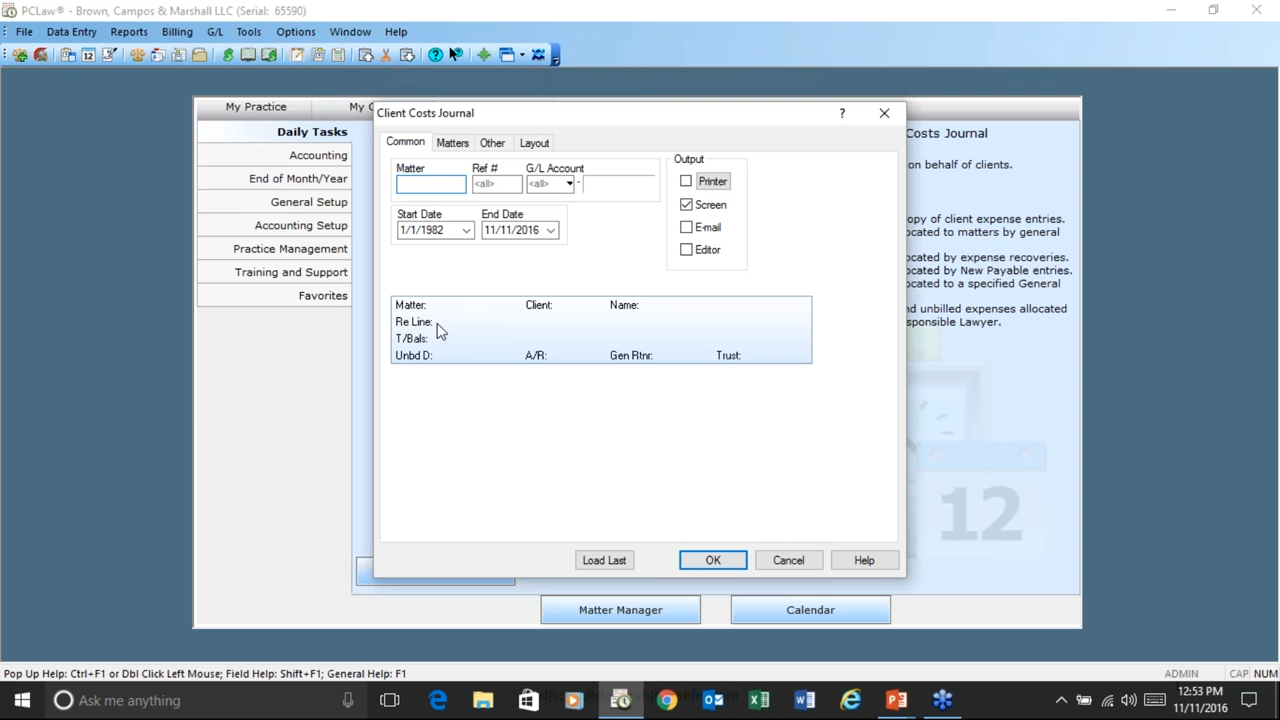 PCLaw® - Brown, Campos & Marshall LLC (Serial: 65590)
File Data Entry Reports Billing G/L Tools Options Window Help
My Practice
Daily Tasks
Accounting
End of Month/Year
General Setup
Accounting Setup
Practice Management
Training and Support
Favorites
Client Costs Journal
Common Matters Other Layout
Matter Ref # G/L Account
<all> <all> -
Start Date End Date
1/1/1982 11/11/2016
Output
Printer
Screen
E-mail
Editor
Matter: Client: Name:
Re Line:
T/Bals:
Unbd D: A/R: Gen Rtnr: Trust:
Load Last OK Cancel Help
Costs Journal
on behalf of clients.
opy of client expense entries.
ocated to matters by general
ocated by expense recoveries.
ocated by New Payable entries.
ocated to a specified General
nd unbilled expenses allocated
sponsible Lawyer.
12
Matter Manager Calendar
Pop Up Help: Ctrl+F1 or Dbl Click Left Mouse; Field Help: Shift+F1; General Help: F1
ADMIN CAP NUM
Ask me anything
12:53 PM
11/11/2016